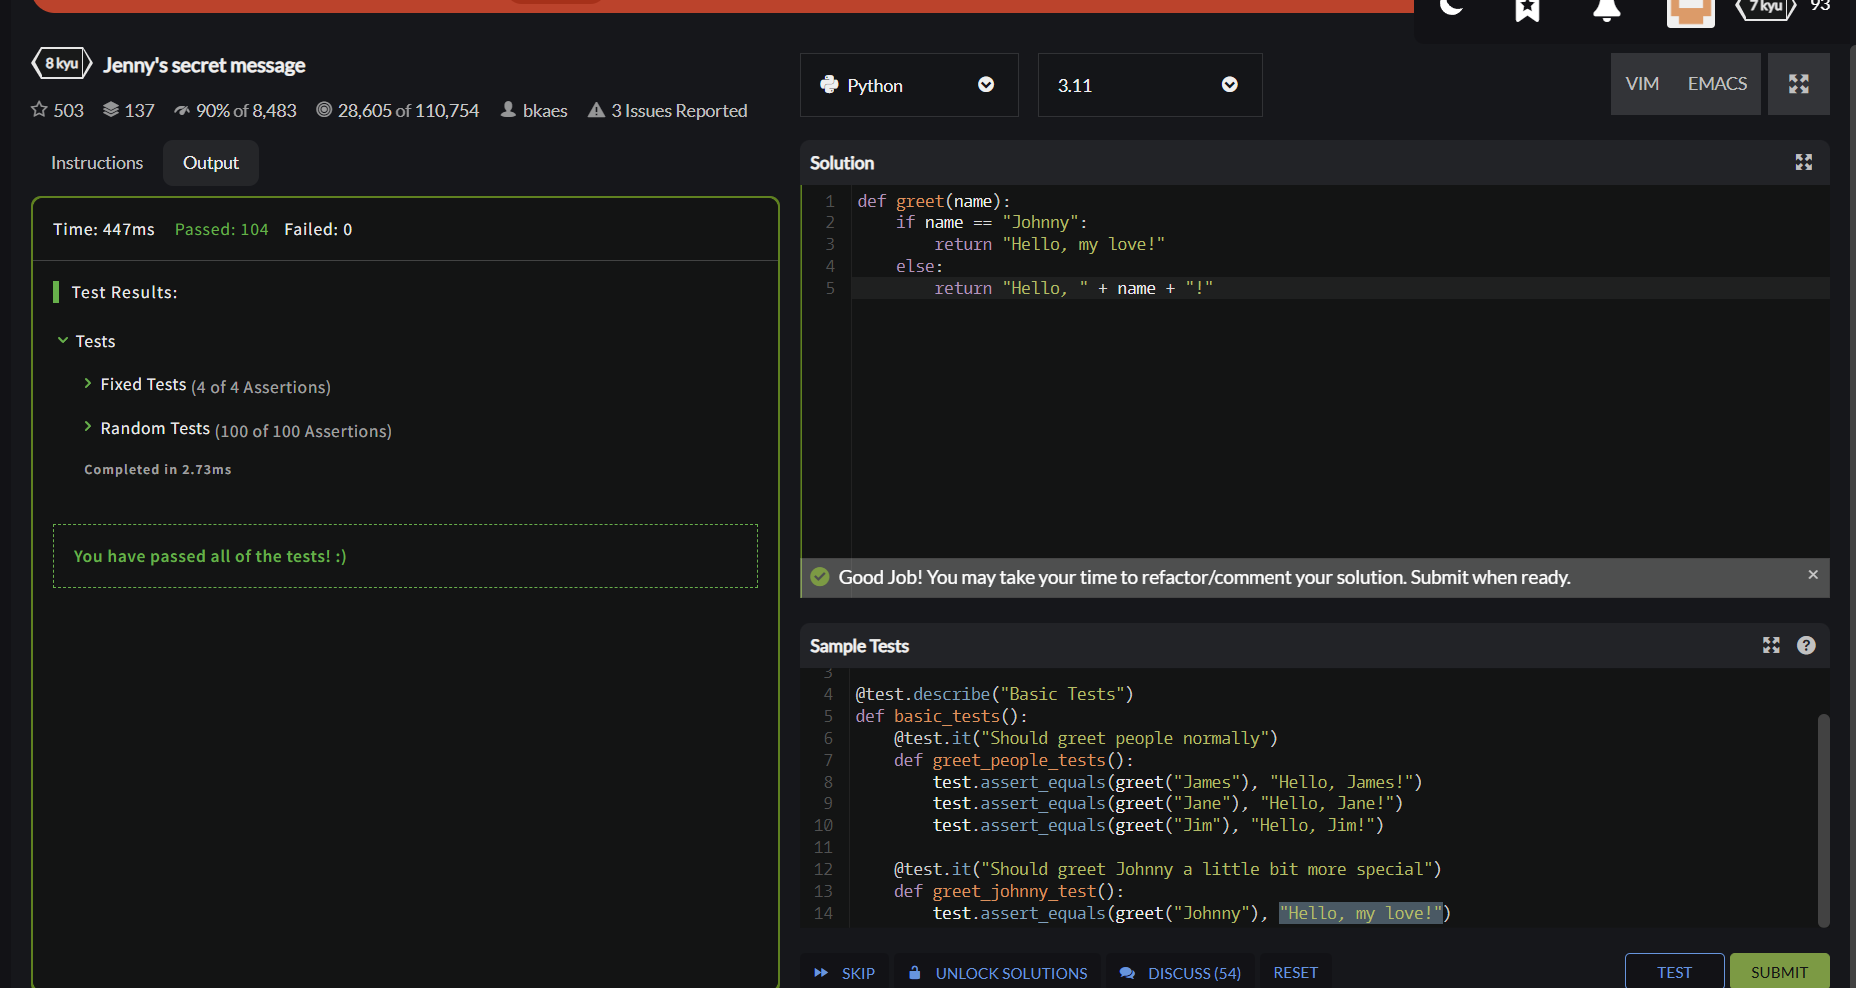 7 kyu
93
8 kyu
Jenny's secret message
503
137
90% of 8,483
28,605 of 110,754
bkaes
3 Issues Reported
Instructions
Output
Time: 447ms Passed: 104 Failed: 0
Test Results:
Tests
Fixed Tests (4 of 4 Assertions)
Random Tests (100 of 100 Assertions)
Completed in 2.73ms
You have passed all of the tests! :)
Python
3.11
VIM
EMACS
Solution
1 def greet(name):
2     if name == "Johnny":
3         return "Hello, my love!"
4     else:
5         return "Hello, " + name + "!"
Good Job! You may take your time to refactor/comment your solution. Submit when ready.
×
Sample Tests
?
3
4 @test.describe("Basic Tests")
5 def basic_tests():
6     @test.it("Should greet people normally")
7     def greet_people_tests():
8         test.assert_equals(greet("James"), "Hello, James!")
9         test.assert_equals(greet("Jane"), "Hello, Jane!")
10         test.assert_equals(greet("Jim"), "Hello, Jim!")
11
12     @test.it("Should greet Johnny a little bit more special")
13     def greet_johnny_test():
14         test.assert_equals(greet("Johnny"), "Hello, my love!")
SKIP
UNLOCK SOLUTIONS
DISCUSS (54)
RESET
TEST
SUBMIT